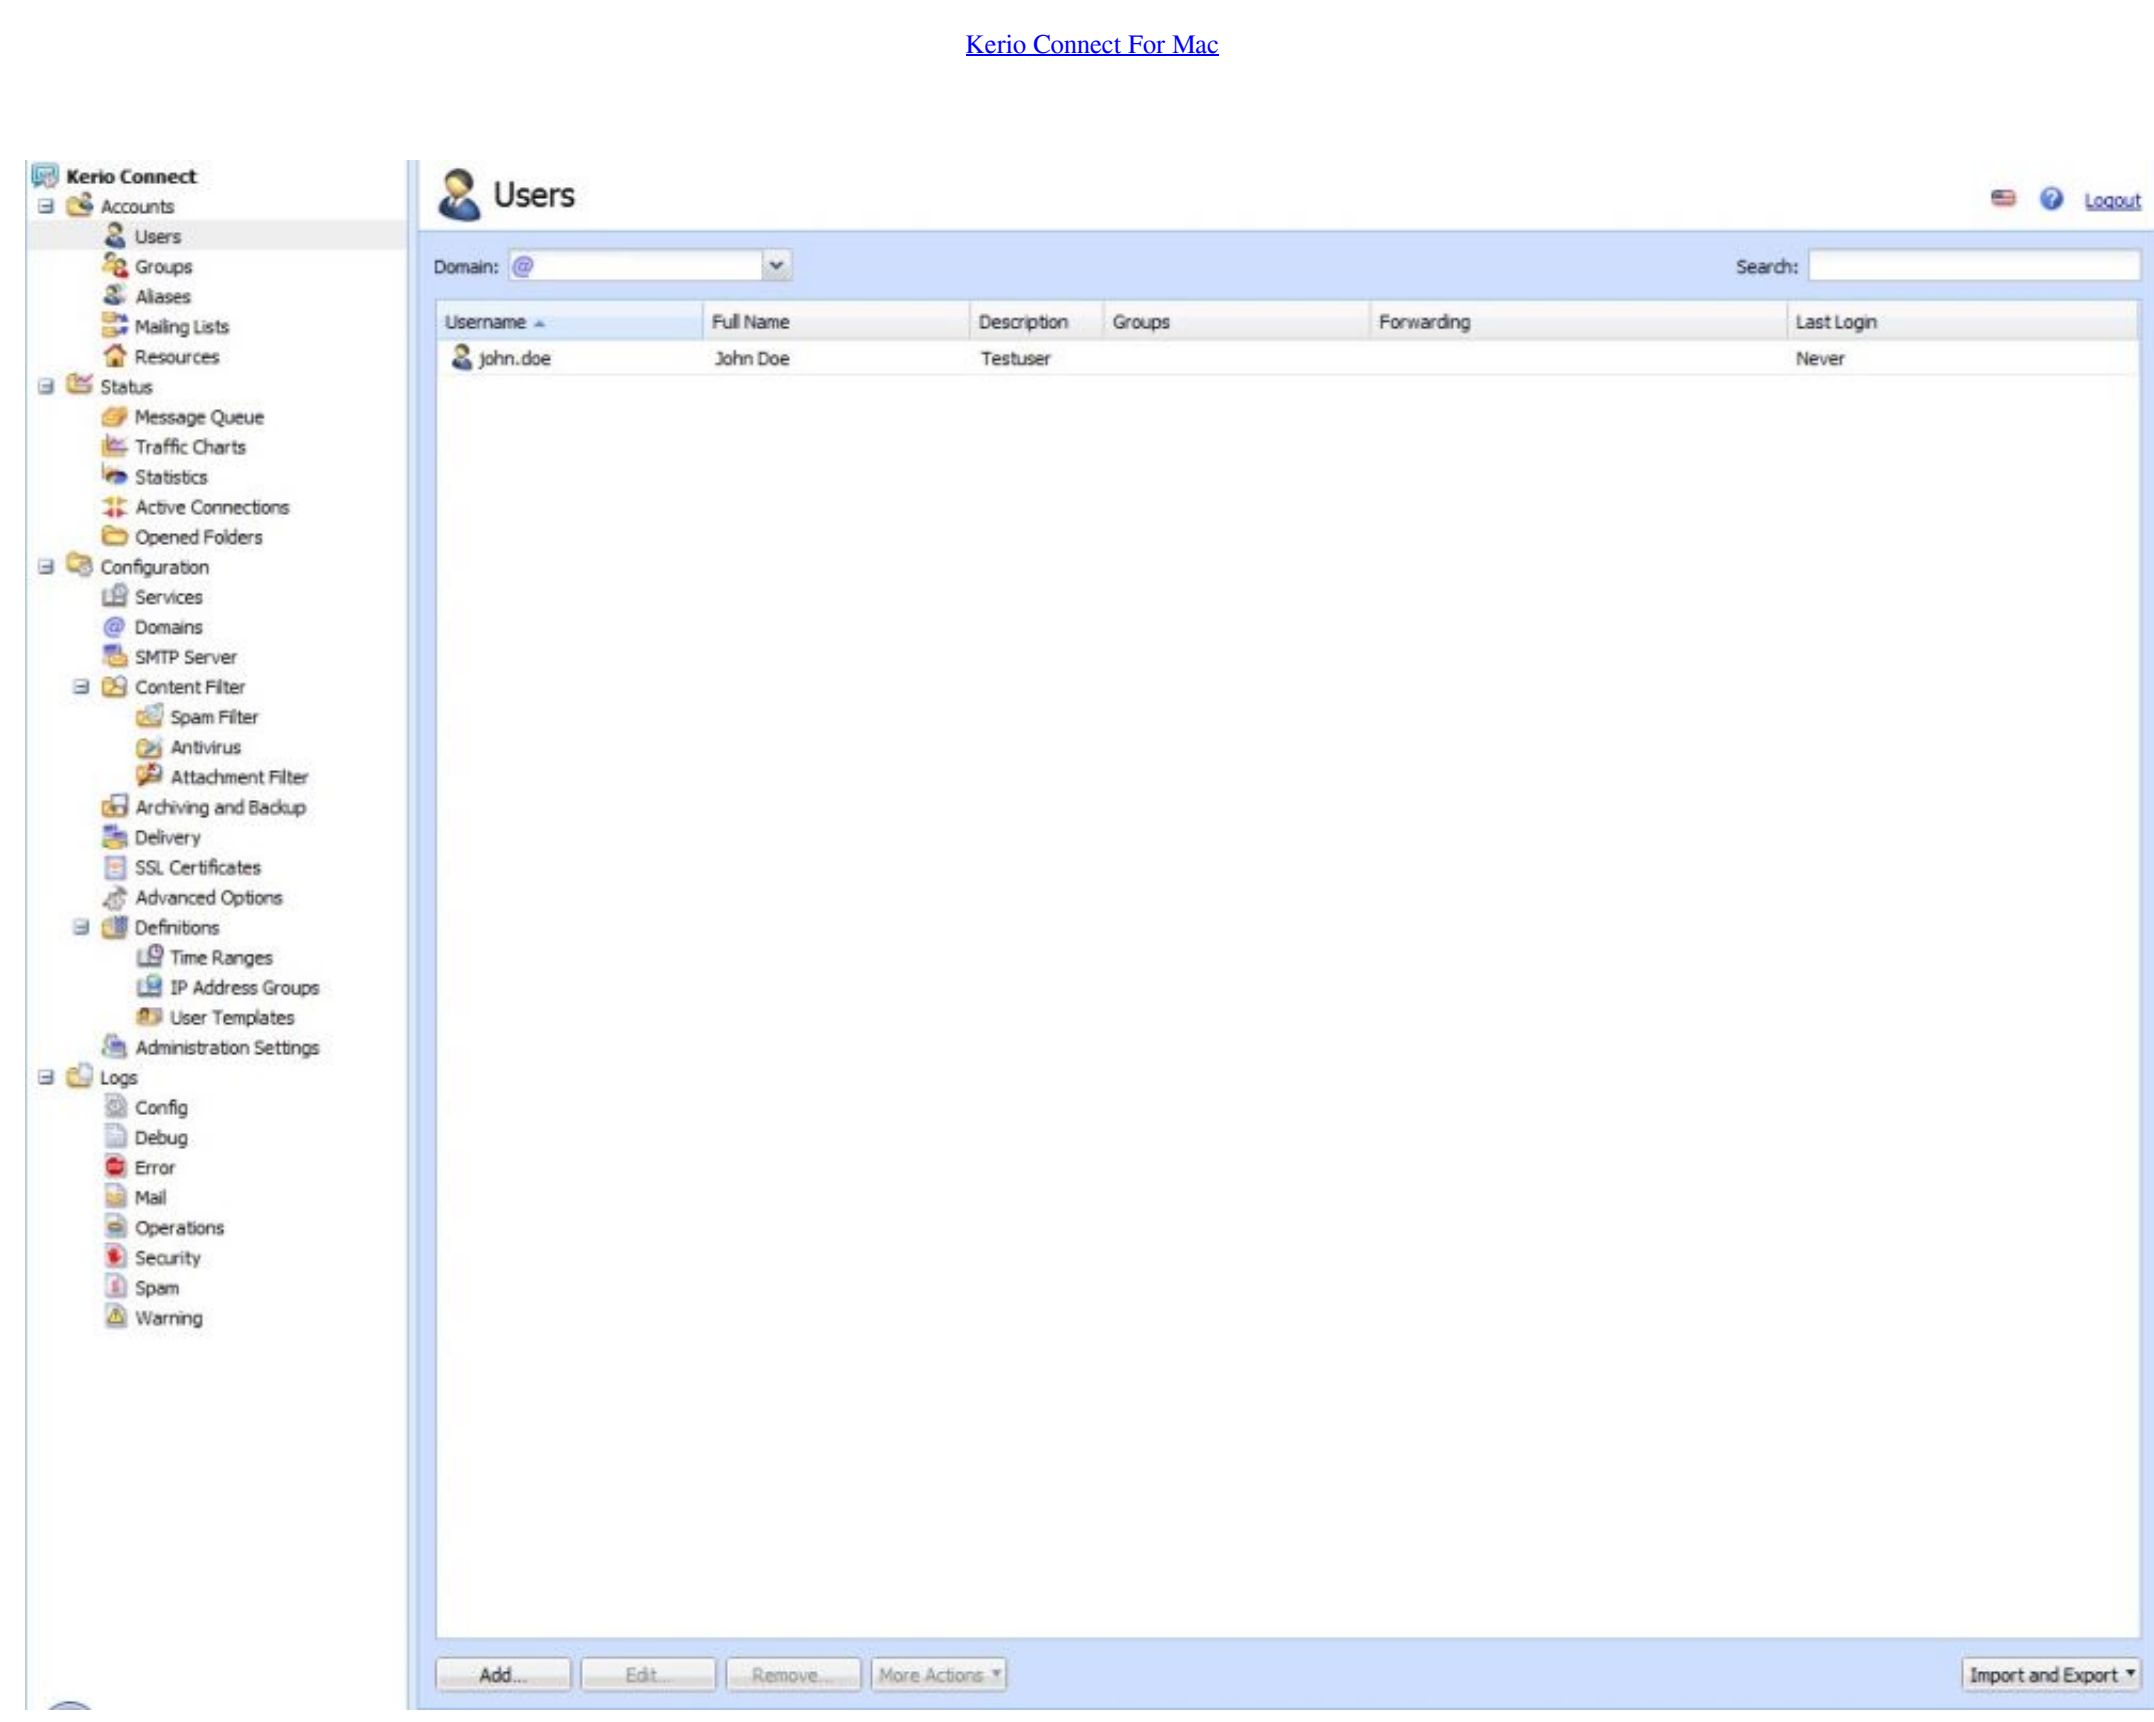 Kerio Connect For Mac
Kerio Connect
Accounts
Users
Groups
Aliases
Mailing Lists
Resources
Status
Message Queue
Traffic Charts
Statistics
Active Connections
Opened Folders
Configuration
Services
Domains
SMTP Server
Content Filter
Spam Filter
Antivirus
Attachment Filter
Archiving and Backup
Delivery
SSL Certificates
Advanced Options
Definitions
Time Ranges
IP Address Groups
User Templates
Administration Settings
Logs
Config
Debug
Error
Mail
Operations
Security
Spam
Warning
Users
Logout
Domain: @
Search:
Username Full Name Description Groups Forwarding Last Login
john.doe John Doe Testuser Never
Add... Edit... Remove... More Actions Import and Export